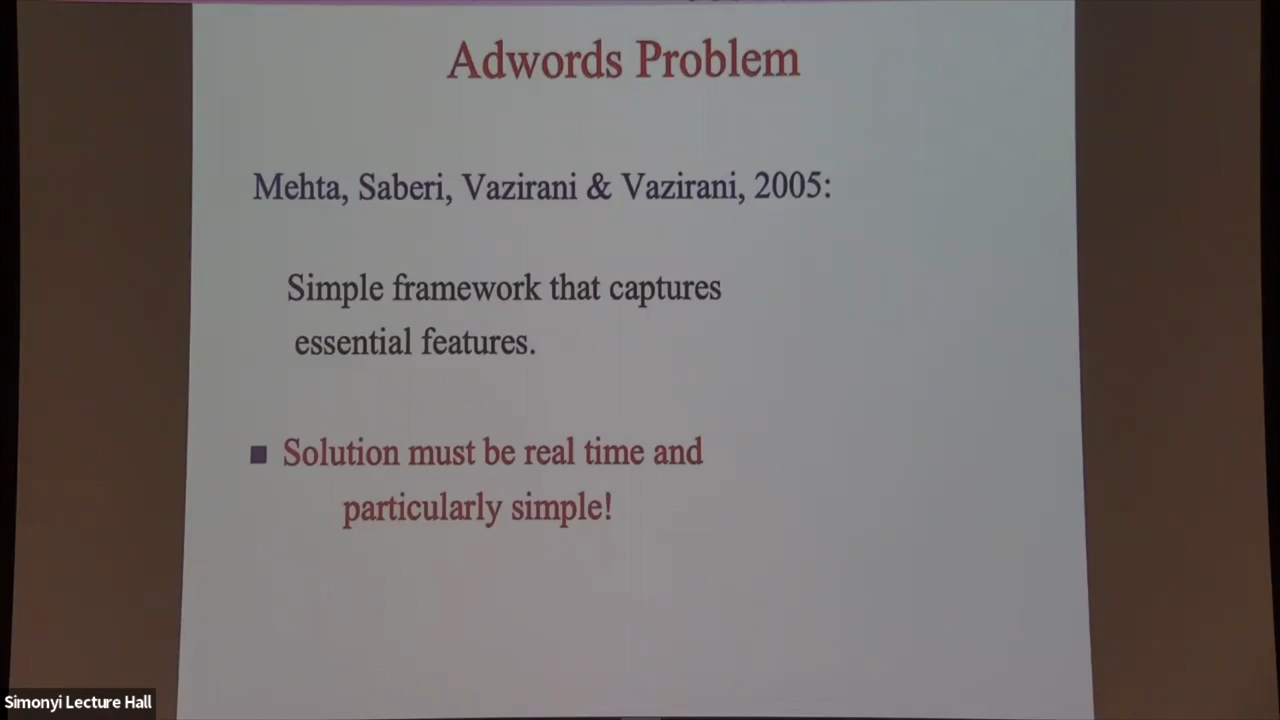 Adwords Problem
Mehta, Saberi, Vazirani & Vazirani, 2005:
Simple framework that captures
essential features.
■ Solution must be real time and
particularly simple!
Simonyi Lecture Hall